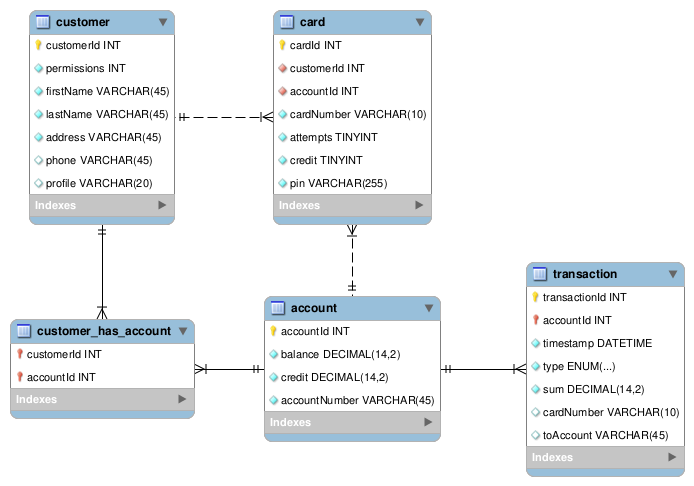 customer
customerId INT
permissions INT
firstName VARCHAR(45)
lastName VARCHAR(45)
address VARCHAR(45)
phone VARCHAR(45)
profile VARCHAR(20)
Indexes
card
cardId INT
customerId INT
accountId INT
cardNumber VARCHAR(10)
attempts TINYINT
credit TINYINT
pin VARCHAR(255)
Indexes
customer_has_account
customerId INT
accountId INT
Indexes
account
accountId INT
balance DECIMAL(14,2)
credit DECIMAL(14,2)
accountNumber VARCHAR(45)
Indexes
transaction
transactionId INT
accountId INT
timestamp DATETIME
type ENUM(...)
sum DECIMAL(14,2)
cardNumber VARCHAR(10)
toAccount VARCHAR(45)
Indexes